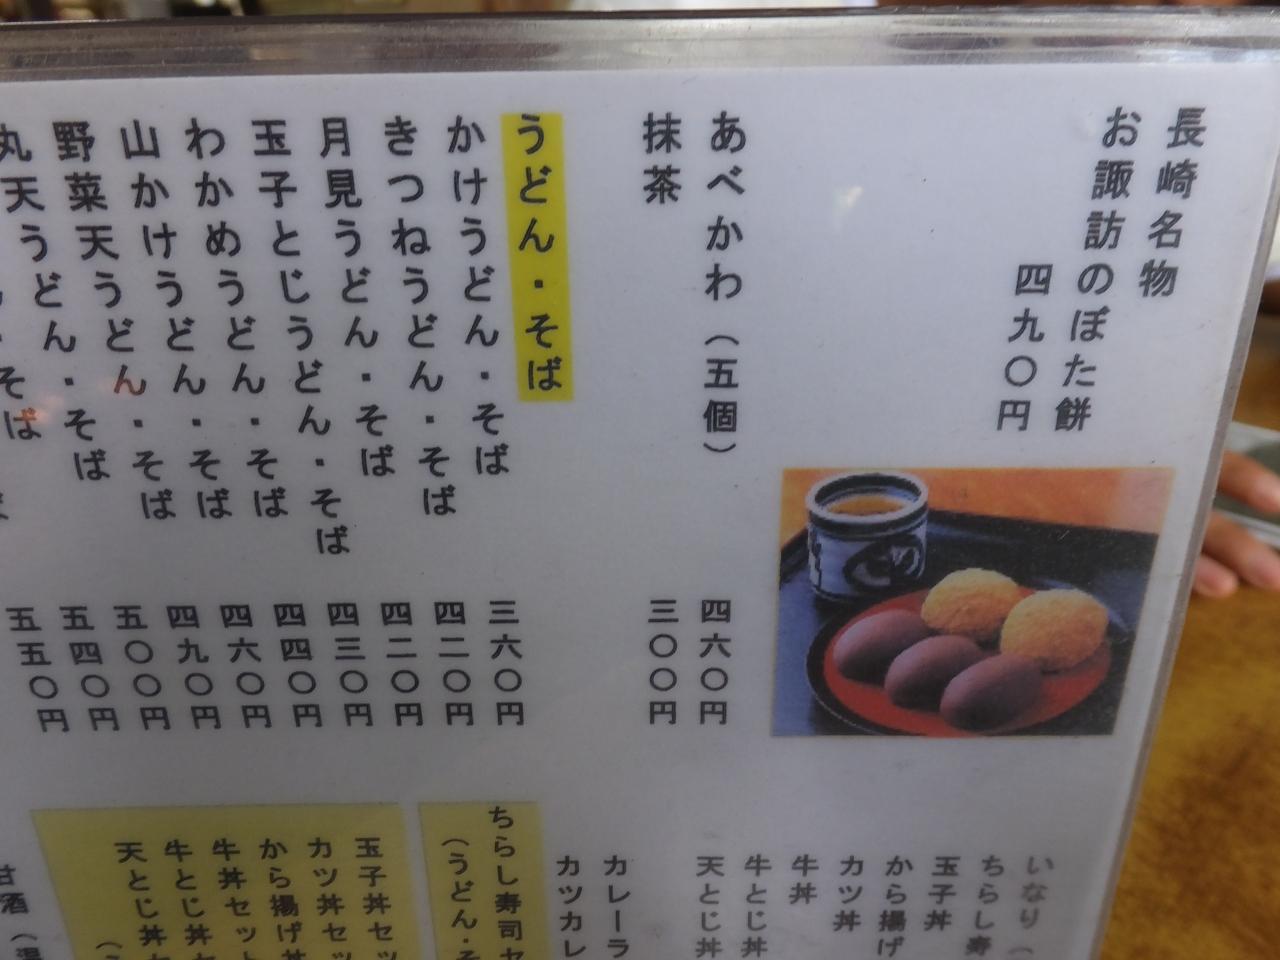 長崎名物
お諏訪のぼた餅
四九〇円
あべかわ（五個）　四六〇円
抹茶　三〇〇円
うどん・そば
かけうどん・そば　三六〇円
きつねうどん・そば　四二〇円
月見うどん・そば　四二〇円
玉子とじうどん・そば　四三〇円
わかめうどん・そば　四四〇円
山かけうどん・そば　四六〇円
野菜天うどん・そば　四九〇円
丸天うどん・そば　五〇〇円
五四〇円
五五〇円
いなり（
ちらし寿
玉子丼
カツ丼
から揚げ
牛丼
牛とじ丼
天とじ丼
カレーラ
カツカレ
ちらし寿司セ
（うどん・そ
玉子丼セッ
カツ丼セッ
から揚げ丼
牛丼セット
牛とじ丼セ
天とじ丼セ
甘酒（温